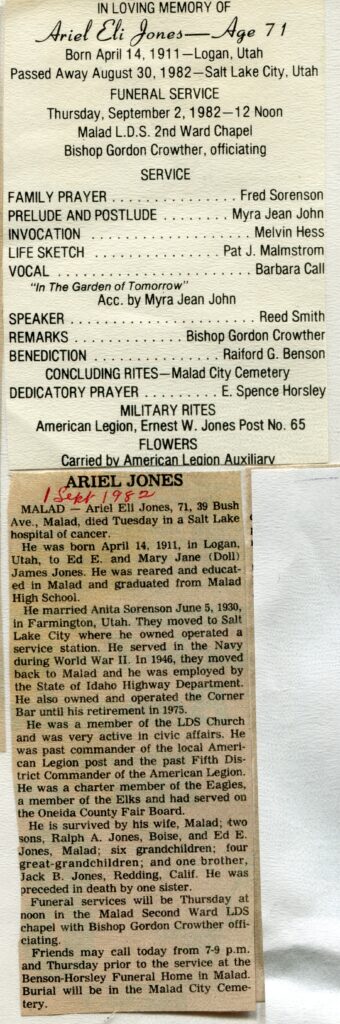 IN LOVING MEMORY OF
Ariel Eli Jones—Age 71
Born April 14, 1911—Logan, Utah
Passed Away August 30, 1982—Salt Lake City, Utah
FUNERAL SERVICE
Thursday, September 2, 1982—12 Noon
Malad L.D.S. 2nd Ward Chapel
Bishop Gordon Crowther, officiating
SERVICE
FAMILY PRAYER . . . . . . . . . . . . . . Fred Sorenson
PRELUDE AND POSTLUDE . . . . . . . Myra Jean John
INVOCATION . . . . . . . . . . . . . . . . . . . Melvin Hess
LIFE SKETCH . . . . . . . . . . . . . . . . Pat J. Malmstrom
VOCAL . . . . . . . . . . . . . . . . . . . . . . . . Barbara Call
"In The Garden of Tomorrow"
Acc. by Myra Jean John
SPEAKER . . . . . . . . . . . . . . . . . . . . . . Reed Smith
REMARKS . . . . . . . . . . . . . Bishop Gordon Crowther
BENEDICTION . . . . . . . . . . . . . . . Raiford G. Benson
CONCLUDING RITES—Malad City Cemetery
DEDICATORY PRAYER . . . . . . . . . E. Spence Horsley
MILITARY RITES
American Legion, Ernest W. Jones Post No. 65
FLOWERS
Carried by American Legion Auxiliary
ARIEL JONES
1 Sept 1982
MALAD — Ariel Eli Jones, 71, 39 Bush
Ave., Malad, died Tuesday in a Salt Lake
hospital of cancer.
He was born April 14, 1911, in Logan,
Utah, to Ed E. and Mary Jane (Doll)
James Jones. He was reared and educat-
ed in Malad and graduated from Malad
High School.
He married Anita Sorenson June 5, 1930,
in Farmington, Utah. They moved to Salt
Lake City where he owned operated a
service station. He served in the Navy
during World War II. In 1946, they moved
back to Malad and he was employed by
the State of Idaho Highway Department.
He also owned and operated the Corner
Bar until his retirement in 1975.
He was a member of the LDS Church
and was very active in civic affairs. He
was past commander of the local Ameri-
can Legion post and the past Fifth Dis-
trict Commander of the American Legion.
He was a charter member of the Eagles,
a member of the Elks and had served on
the Oneida County Fair Board.
He is survived by his wife, Malad; two
sons, Ralph A. Jones, Boise, and Ed E.
Jones, Malad; six grandchildren; four
great-grandchildren; and one brother,
Jack B. Jones, Redding, Calif. He was
preceded in death by one sister.
Funeral services will be Thursday at
noon in the Malad Second Ward LDS
chapel with Bishop Gordon Crowther offi-
ciating.
Friends may call today from 7-9 p.m.
and Thursday prior to the service at the
Benson-Horsley Funeral Home in Malad.
Burial will be in the Malad City Ceme-
tery.